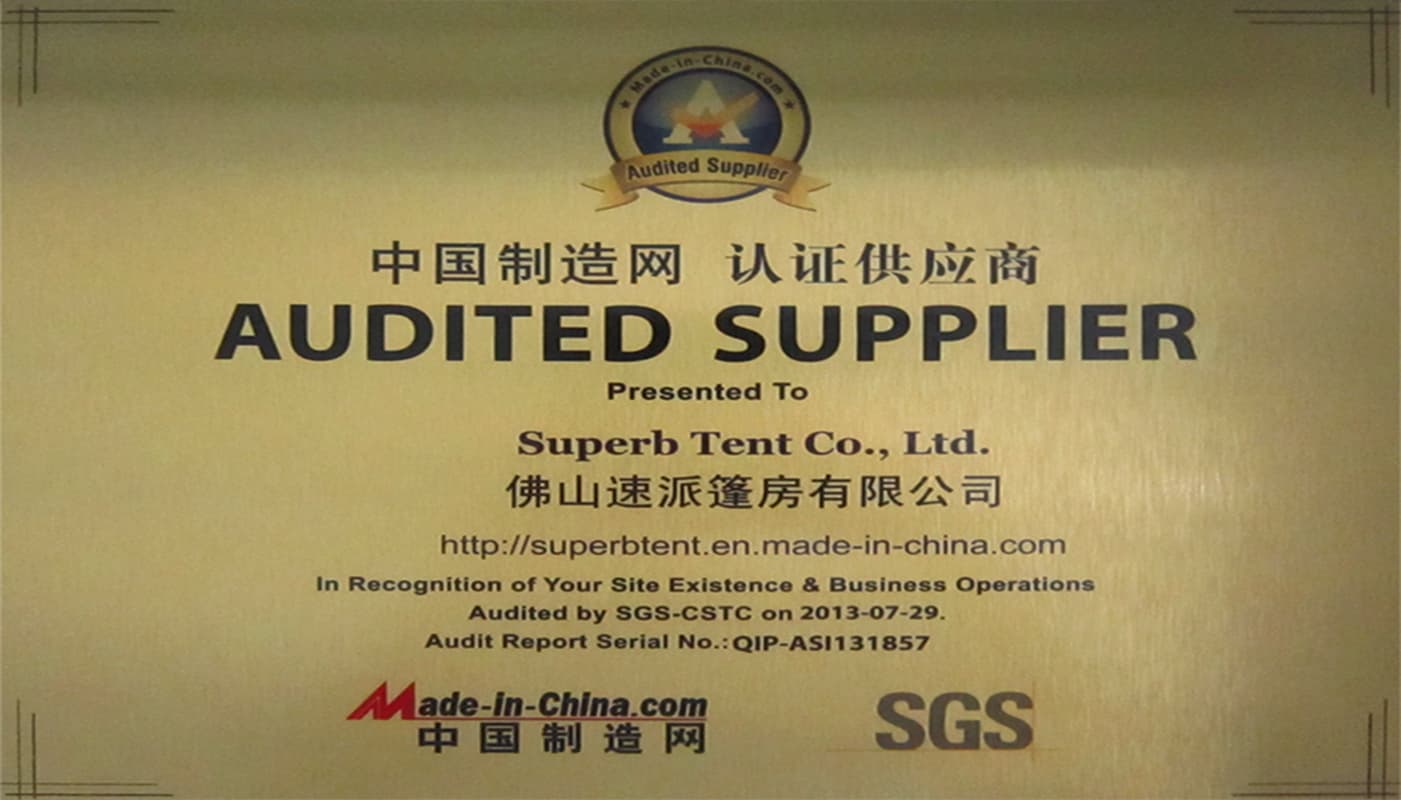 ★ Made-in-China.com ★
Audited Supplier
中国制造网 认证供应商
AUDITED SUPPLIER
Presented To
Superb Tent Co., Ltd.
佛山速派篷房有限公司
http://superbtent.en.made-in-china.com
In Recognition of Your Site Existence & Business Operations
Audited by SGS-CSTC on 2013-07-29.
Audit Report Serial No.:QIP-ASI131857
Made-in-China.com
中国制造网
SGS